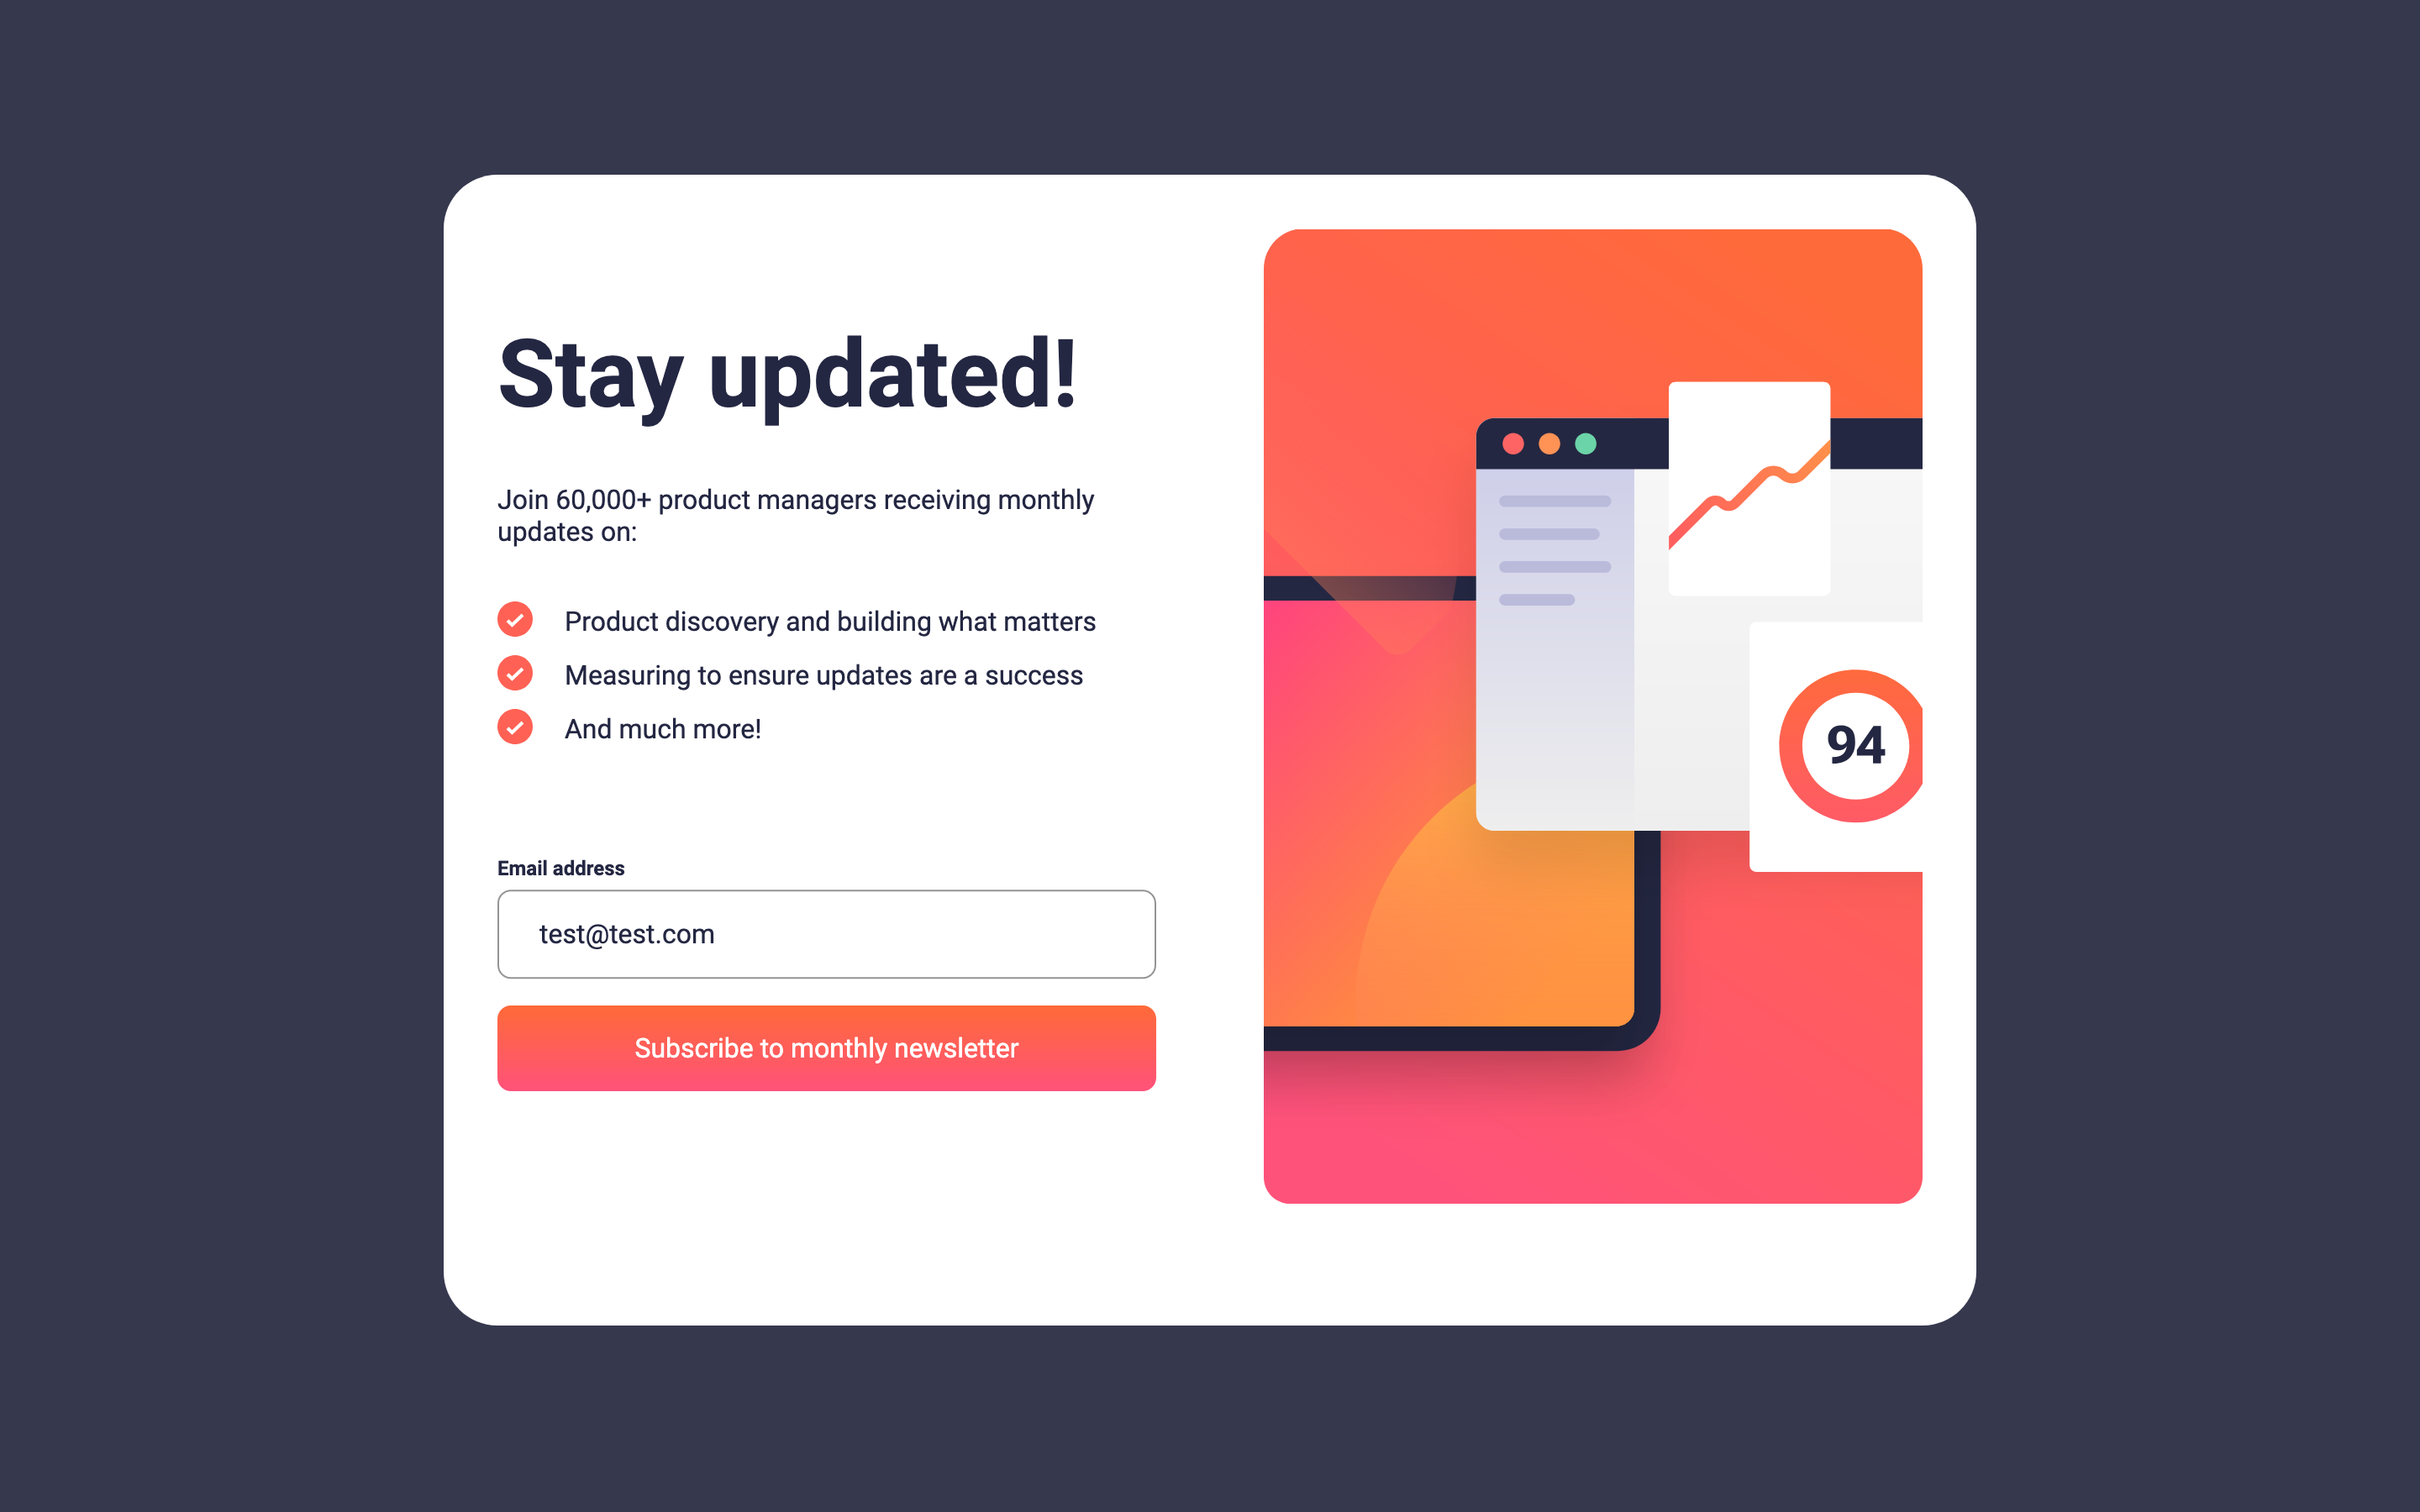 Stay updated!
Join 60,000+ product managers receiving monthly
updates on:
Product discovery and building what matters
Measuring to ensure updates are a success
And much more!
Email address
test@test.com
Subscribe to monthly newsletter
94